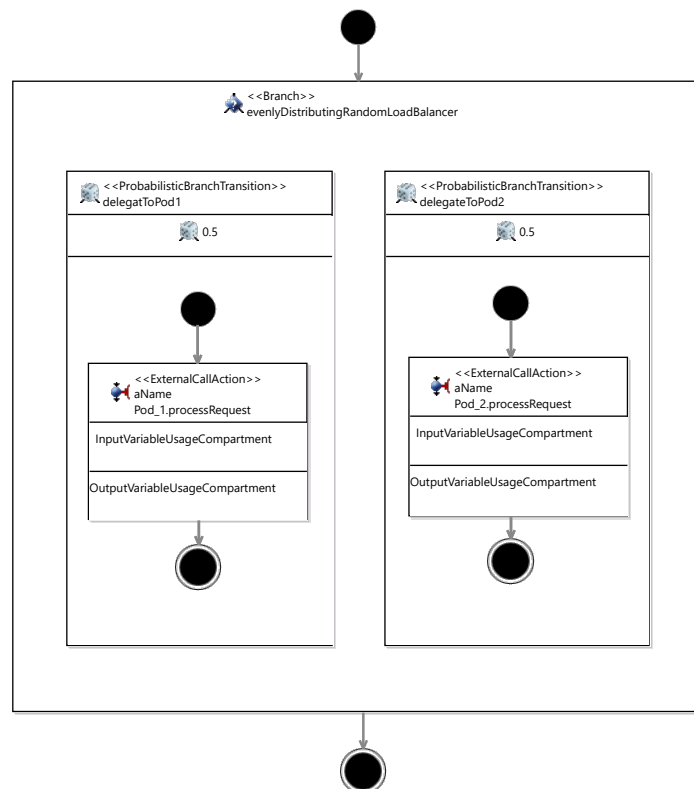 <<Branch>>
evenlyDistributingRandomLoadBalancer
<<ProbabilisticBranchTransition>>
delegatToPod1
0.5
<<ExternalCallAction>>
aName
Pod_1.processRequest
InputVariableUsageCompartment
OutputVariableUsageCompartment
<<ProbabilisticBranchTransition>>
delegateToPod2
0.5
<<ExternalCallAction>>
aName
Pod_2.processRequest
InputVariableUsageCompartment
OutputVariableUsageCompartment